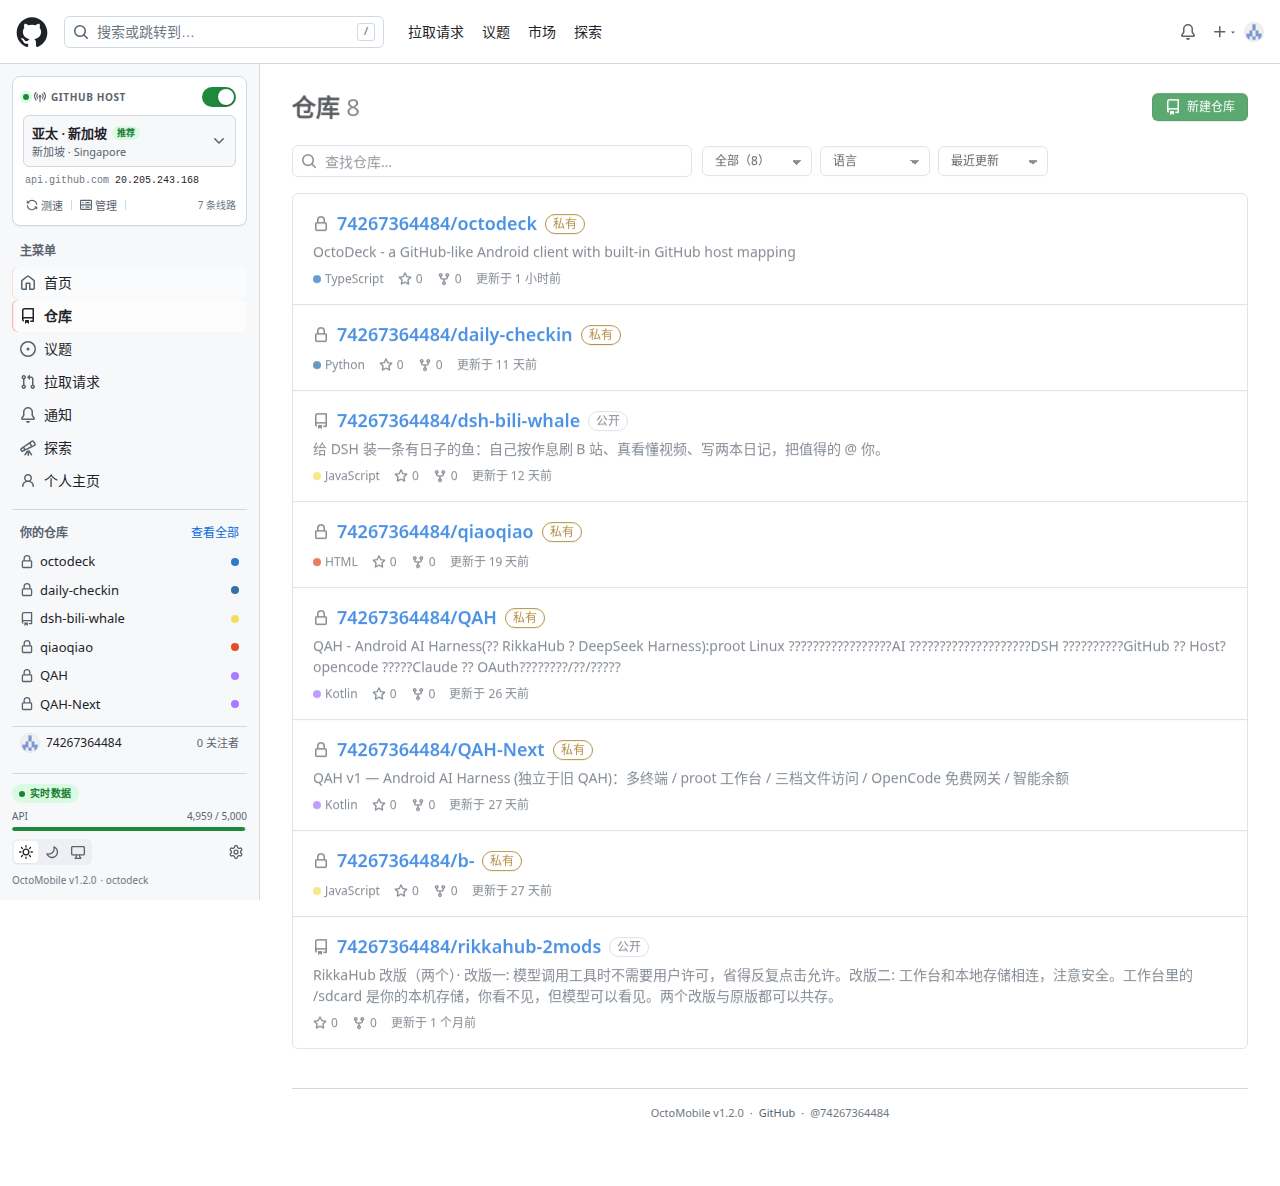 搜索或跳转到… /
拉取请求 议题 市场 探索
GITHUB HOST
亚太 · 新加坡 推荐
新加坡 · Singapore
api.github.com 20.205.243.168
测速 管理 7 条线路
主菜单
首页
仓库
议题
拉取请求
通知
探索
个人主页
你的仓库 查看全部
octodeck
daily-checkin
dsh-bili-whale
qiaoqiao
QAH
QAH-Next
74267364484 0 关注者
实时数据
API 4,959 / 5,000
OctoMobile v1.2.0 · octodeck
仓库 8
新建仓库
查找仓库... 全部（8） 语言 最近更新
74267364484/octodeck 私有
OctoDeck - a GitHub-like Android client with built-in GitHub host mapping
TypeScript 0 0 更新于 1 小时前
74267364484/daily-checkin 私有
Python 0 0 更新于 11 天前
74267364484/dsh-bili-whale 公开
给 DSH 装一条有日子的鱼：自己按作息刷 B 站、真看懂视频、写两本日记，把值得的 @ 你。
JavaScript 0 0 更新于 12 天前
74267364484/qiaoqiao 私有
HTML 0 0 更新于 19 天前
74267364484/QAH 私有
QAH - Android AI Harness(?? RikkaHub ? DeepSeek Harness):proot Linux ?????????????????AI ????????????????????DSH ??????????GitHub ?? Host?
opencode ?????Claude ?? OAuth????????/??/?????
Kotlin 0 0 更新于 26 天前
74267364484/QAH-Next 私有
QAH v1 — Android AI Harness (独立于旧 QAH)：多终端 / proot 工作台 / 三档文件访问 / OpenCode 免费网关 / 智能余额
Kotlin 0 0 更新于 27 天前
74267364484/b- 私有
JavaScript 0 0 更新于 27 天前
74267364484/rikkahub-2mods 公开
RikkaHub 改版（两个）· 改版一: 模型调用工具时不需要用户许可，省得反复点击允许。改版二: 工作台和本地存储相连，注意安全。工作台里的
/sdcard 是你的本机存储，你看不见，但模型可以看见。两个改版与原版都可以共存。
0 0 更新于 1 个月前
OctoMobile v1.2.0 · GitHub · @74267364484